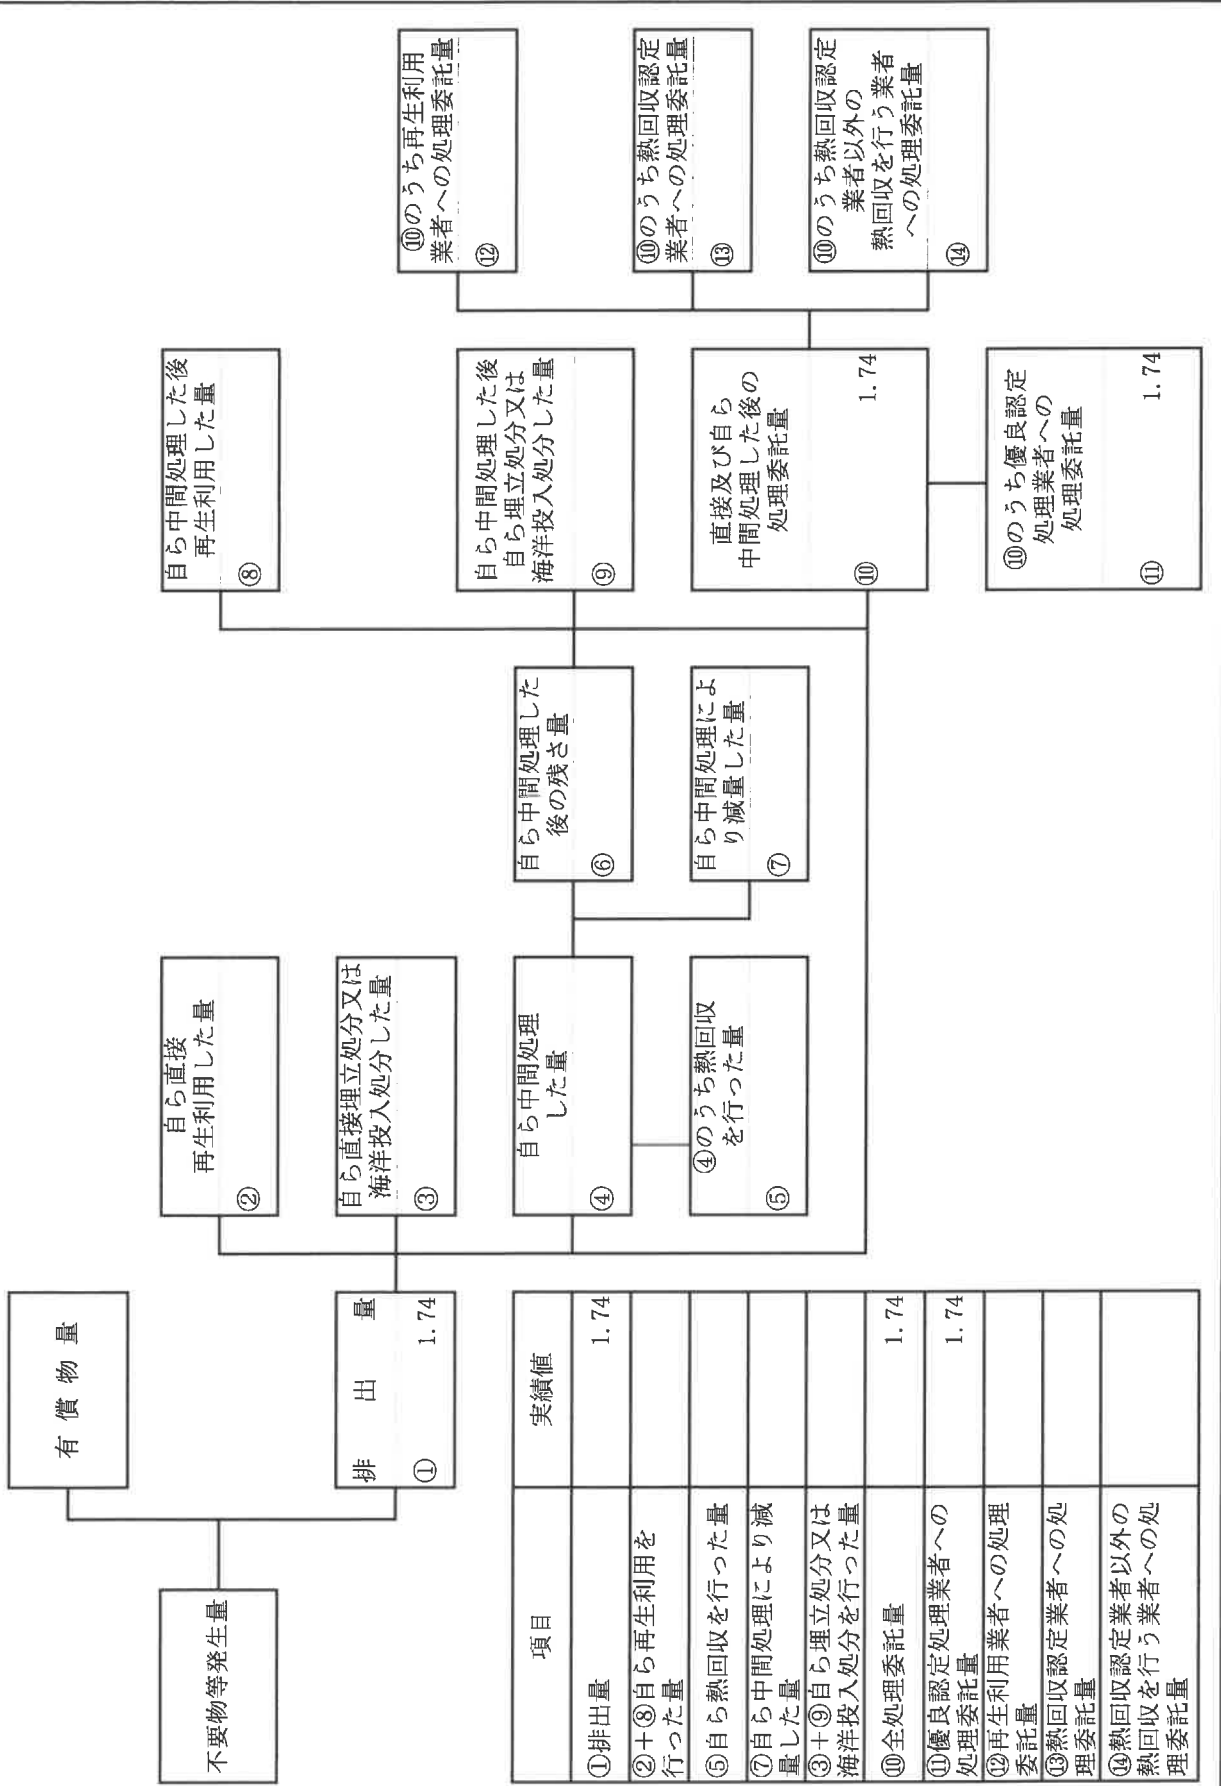 不要物等発生量
有償物量
排出量
① 1.74
自ら直接
再生利用した量
②
自ら直接埋立処分又は
海洋投入処分した量
③
自ら中間処理
した量
④
④のうち熱回収
を行った量
⑤
自ら中間処理した
後の残さ量
⑥
自ら中間処理によ
り減量した量
⑦
自ら中間処理した後
再生利用した量
⑧
自ら中間処理した後
自ら埋立処分又は
海洋投入処分した量
⑨
直接及び自ら
中間処理した後の
処理委託量
⑩ 1.74
⑩のうち優良認定
処理業者への
処理委託量
⑪ 1.74
⑩のうち再生利用
業者への処理委託量
⑫
⑩のうち熱回収認定
業者への処理委託量
⑬
⑩のうち熱回収認定
業者以外の
熱回収を行う業者
への処理委託量
⑭
項目 実績値
①排出量 1.74
②+⑧自ら再生利用を
行った量
⑤自ら熱回収を行った量
⑦自ら中間処理により減
量した量
③+⑨自ら埋立処分又は
海洋投入処分を行った量
⑩全処理委託量 1.74
⑪優良認定処理業者への
処理委託量 1.74
⑫再生利用業者への処理
委託量
⑬熱回収認定業者への処
理委託量
⑭熱回収認定業者以外の
熱回収を行う業者への処
理委託量